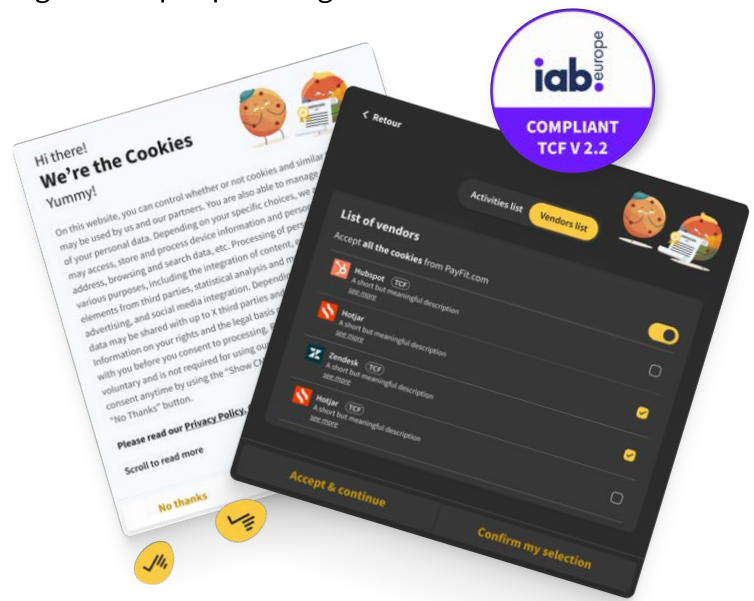 Hi there!
We're the Cookies
Yummy!
On this website, you can control whether or not cookies and similar
may be used by us and our partners. You are also able to manage
of your personal data. Depending on your specific choices, we
may access, store and process device information and
address, browsing and search data, etc. Processing of
various purposes, including the integration of content,
elements from third parties, statistical analysis and
advertising, and social media integration. Depending
data may be shared with up to X third parties and
Information on your rights and the legal basis
with you before you consent to processing,
voluntary and is not required for using our
consent anytime by using the "Show
"No Thanks" button.
Please read our Privacy Policy,
Scroll to read more
No thanks
iab.
europe
COMPLIANT
TCF V 2.2
Retour
Activities list
Vendors list
List of vendors
Accept all the cookies from PayFit.com
Hubspot TCF
A short but meaningful description
see more
Hotjar
A short but meaningful description
Zendesk TCF
A short but meaningful description
see more
Hotjar TCF
A short but meaningful description
see more
Accept & continue
Confirm my selection